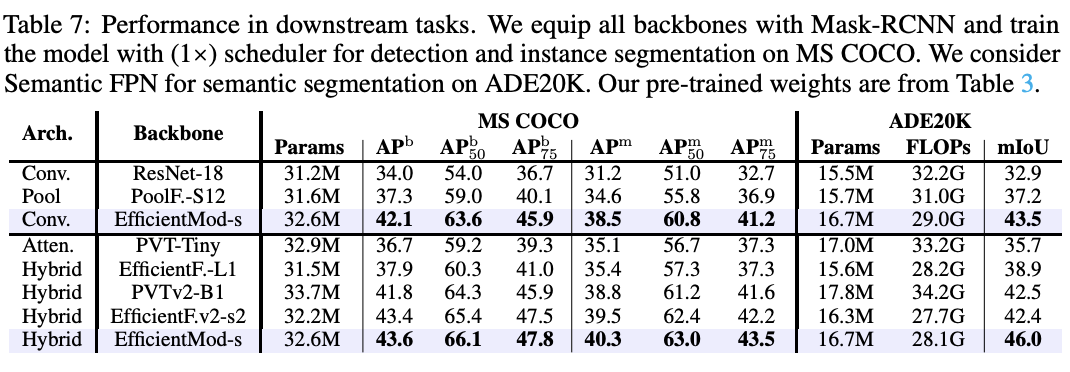 Table 7: Performance in downstream tasks. We equip all backbones with Mask-RCNN and train
the model with (1×) scheduler for detection and instance segmentation on MS COCO. We consider
Semantic FPN for semantic segmentation on ADE20K. Our pre-trained weights are from Table 3.
Arch. Backbone MS COCO ADE20K
Params APᵇ APᵇ₅₀ APᵇ₇₅ APᵐ APᵐ₅₀ APᵐ₇₅ Params FLOPs mIoU
Conv. ResNet-18 31.2M 34.0 54.0 36.7 31.2 51.0 32.7 15.5M 32.2G 32.9
Pool PoolF.-S12 31.6M 37.3 59.0 40.1 34.6 55.8 36.9 15.7M 31.0G 37.2
Conv. EfficientMod-s 32.6M 42.1 63.6 45.9 38.5 60.8 41.2 16.7M 29.0G 43.5
Atten. PVT-Tiny 32.9M 36.7 59.2 39.3 35.1 56.7 37.3 17.0M 33.2G 35.7
Hybrid EfficientF.-L1 31.5M 37.9 60.3 41.0 35.4 57.3 37.3 15.6M 28.2G 38.9
Hybrid PVTv2-B1 33.7M 41.8 64.3 45.9 38.8 61.2 41.6 17.8M 34.2G 42.5
Hybrid EfficientF.v2-s2 32.2M 43.4 65.4 47.5 39.5 62.4 42.2 16.3M 27.7G 42.4
Hybrid EfficientMod-s 32.6M 43.6 66.1 47.8 40.3 63.0 43.5 16.7M 28.1G 46.0